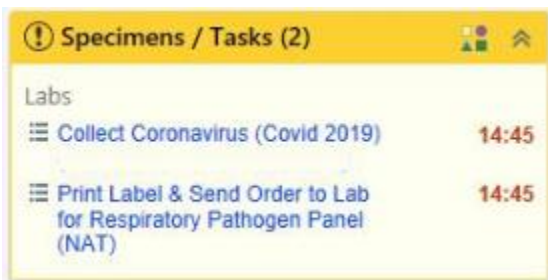 Specimens / Tasks (2)
Labs
Collect Coronavirus (Covid 2019) 14:45
Print Label & Send Order to Lab 14:45
for Respiratory Pathogen Panel
(NAT)